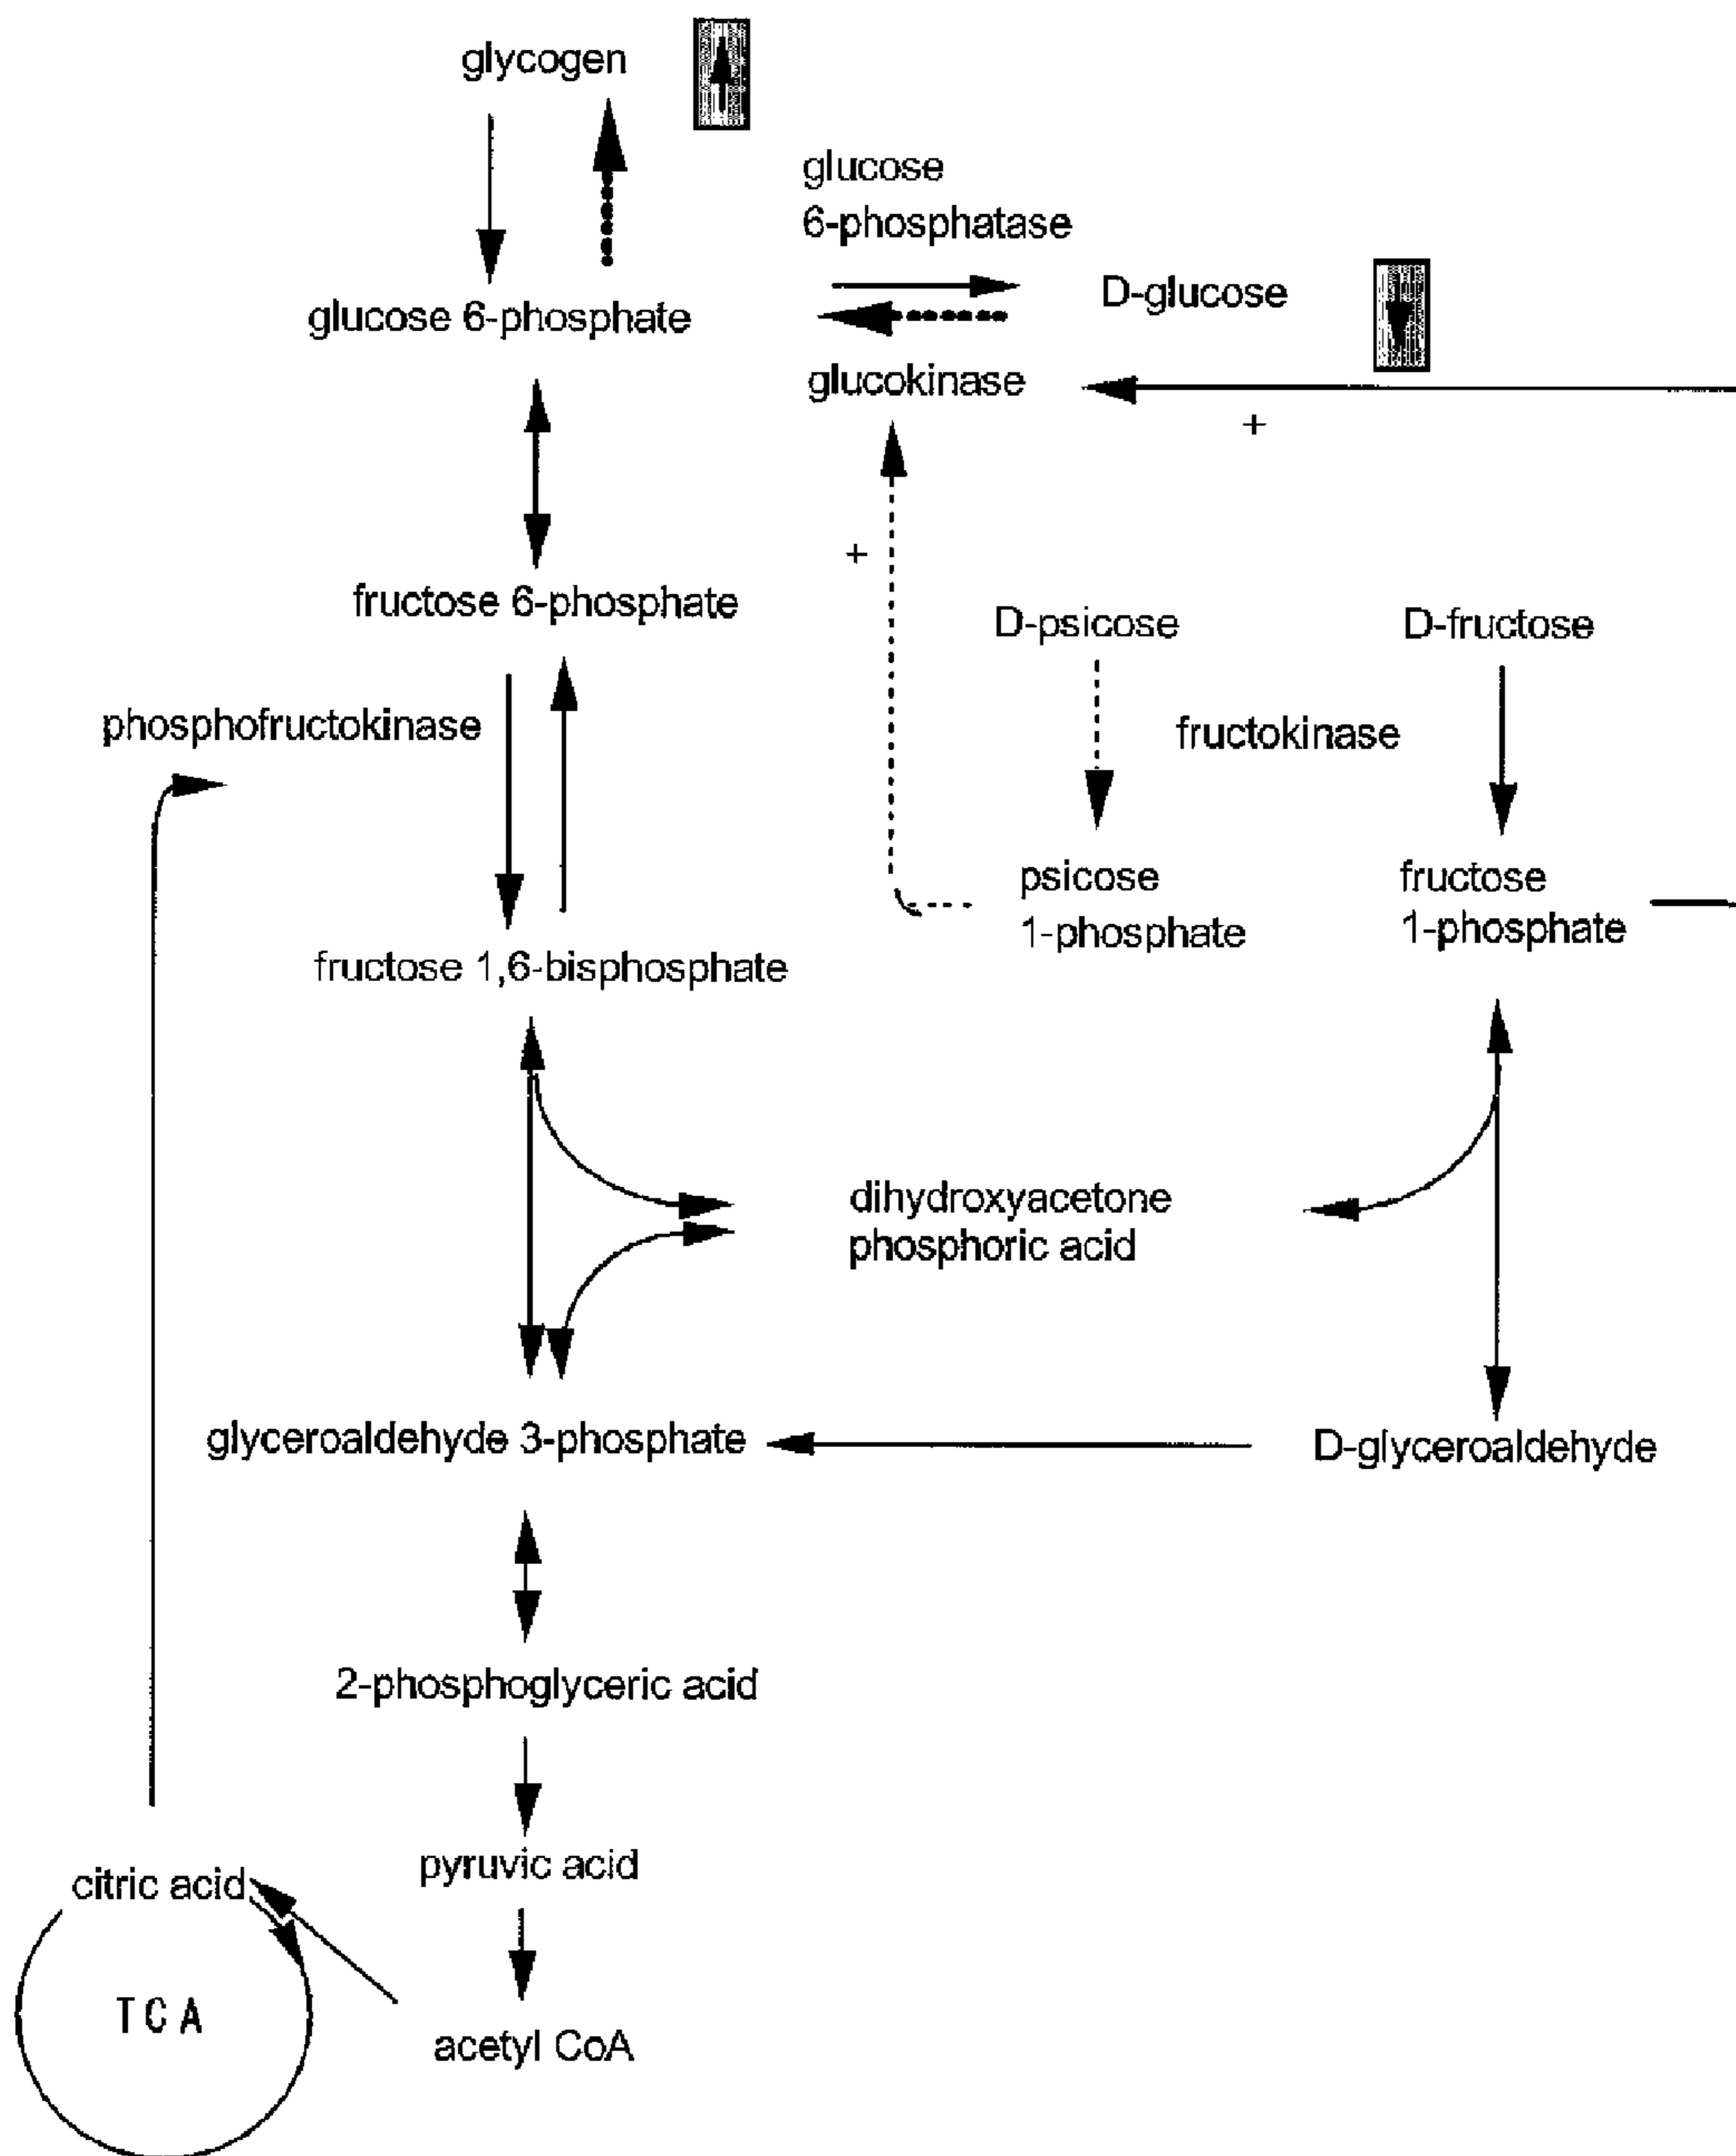 glycogen
glucose
6-phosphatase
D-glucose
glucose 6-phosphate
glucokinase
+
+
fructose 6-phosphate
D-psicose
D-fructose
phosphofructokinase
fructokinase
psicose
1-phosphate
fructose
1-phosphate
fructose 1,6-bisphosphate
dihydroxyacetone
phosphoric acid
glyceroaldehyde 3-phosphate
D-glyceroaldehyde
2-phosphoglyceric acid
pyruvic acid
citric acid
TCA
acetyl CoA